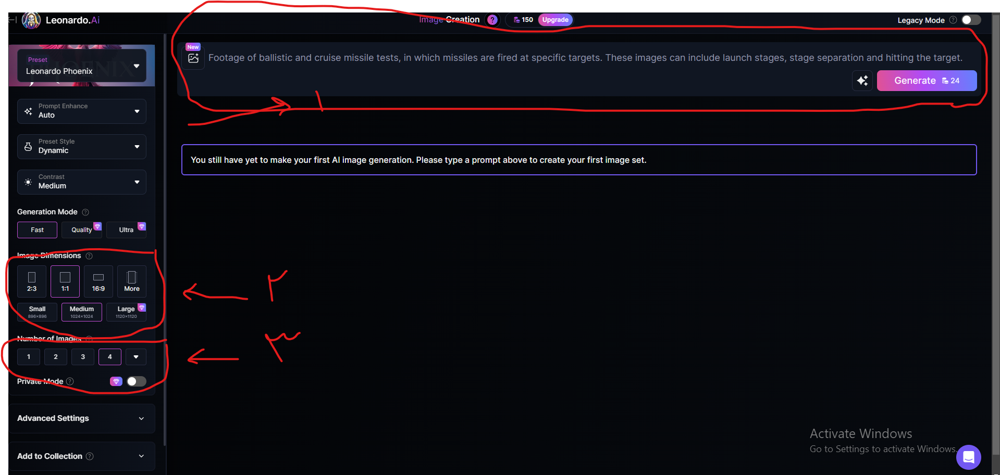 Leonardo.Ai
Image Creation ? 150 Upgrade
Legacy Mode ?
Preset
Leonardo Phoenix
New
Footage of ballistic and cruise missile tests, in which missiles are fired at specific targets. These images can include launch stages, stage separation and hitting the target.
Generate 24
۱
Prompt Enhance
Auto
Preset Style
Dynamic
You still have yet to make your first AI image generation. Please type a prompt above to create your first image set.
Contrast
Medium
Generation Mode ?
Fast Quality Ultra
Image Dimensions ?
2:3 1:1 16:9 More
۲
Small Medium Large
896×896 1024×1024 1120×1120
Number of Images ?
1 2 3 4
۳
Private Mode ?
Advanced Settings
Add to Collection ?
Activate Windows
Go to Settings to activate Windows.